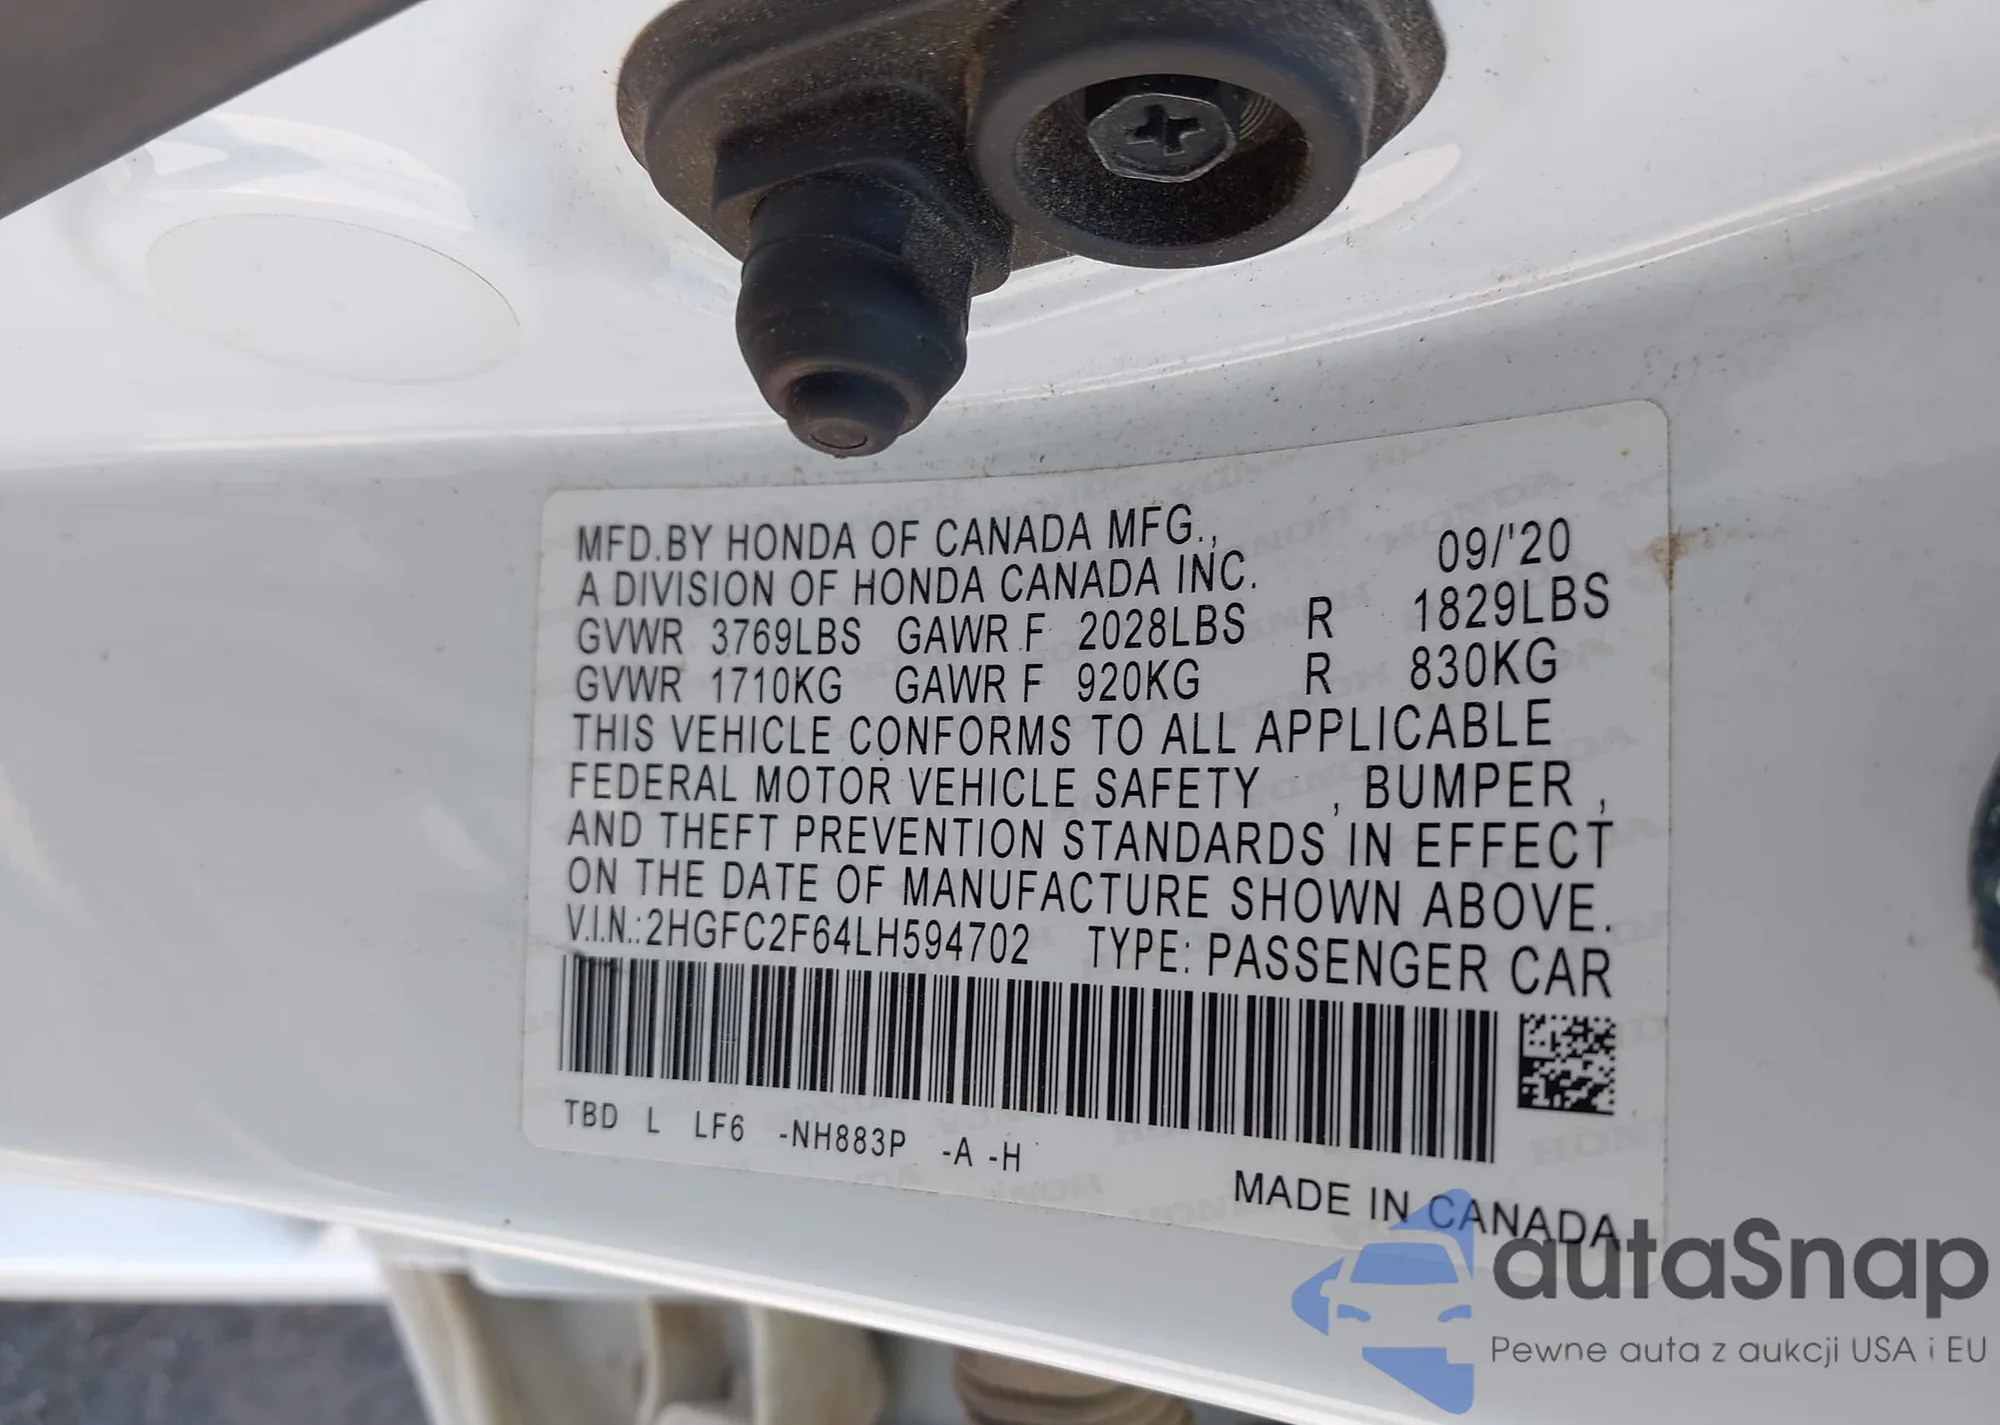 MFD.BY HONDA OF CANADA MFG., 09/'20
A DIVISION OF HONDA CANADA INC.
GVWR 3769LBS GAWR F 2028LBS R 1829LBS
GVWR 1710KG GAWR F 920KG R 830KG
THIS VEHICLE CONFORMS TO ALL APPLICABLE
FEDERAL MOTOR VEHICLE SAFETY , BUMPER ,
AND THEFT PREVENTION STANDARDS IN EFFECT
ON THE DATE OF MANUFACTURE SHOWN ABOVE.
V.I.N.:2HGFC2F64LH594702 TYPE: PASSENGER CAR
TBD L LF6 -NH883P -A -H
MADE IN CANADA
autaSnap
Pewne auta z aukcji USA i EU